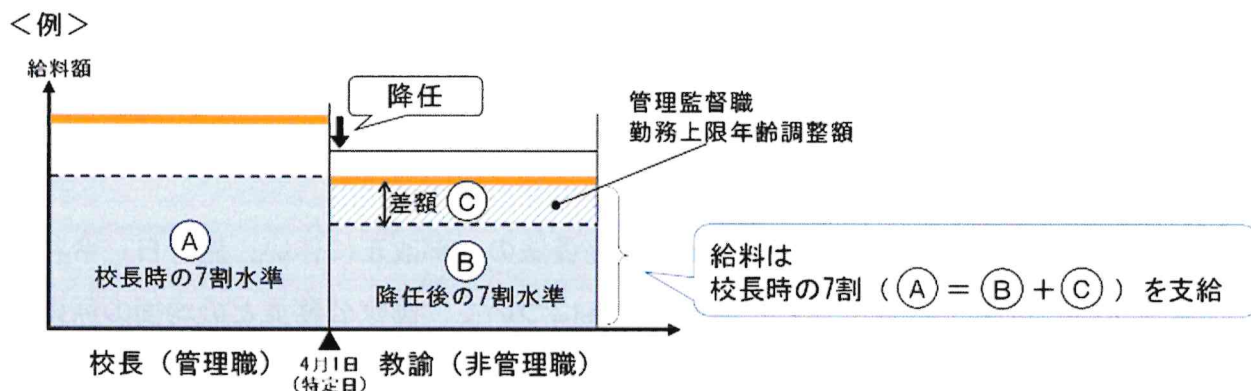 ＜例＞
給料額
降任
管理監督職
勤務上限年齢調整額
差額 Ⓒ
Ⓐ
校長時の7割水準
Ⓑ
降任後の7割水準
給料は
校長時の7割（Ⓐ＝Ⓑ＋Ⓒ）を支給
校長（管理職）
4月1日
（特定日）
教諭（非管理職）